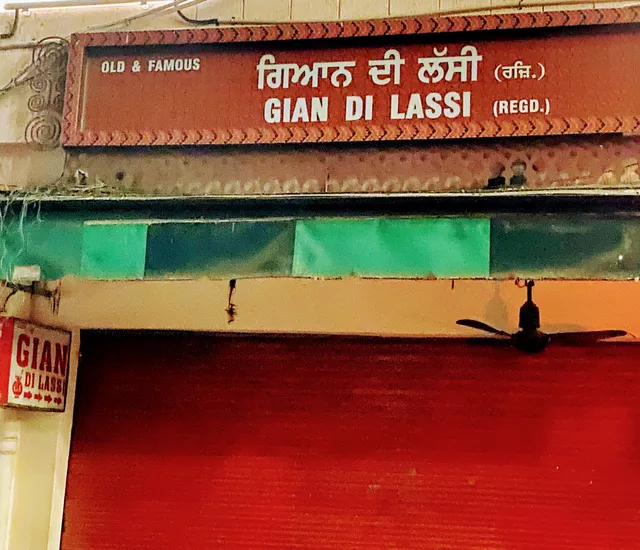 OLD & FAMOUS
ਗਿਆਨ ਦੀ ਲੱਸੀ (ਰਜ਼ਿ.)
GIAN DI LASSI (REGD.)
GIAN
DI LASSI